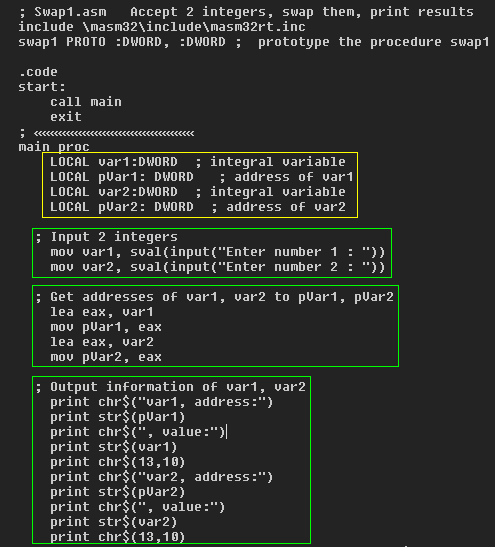 ; Swap1.asm   Accept 2 integers, swap them, print results
include \masm32\include\masm32rt.inc
swap1 PROTO :DWORD, :DWORD ;  prototype the procedure swap1
.code
start:
    call main
    exit
; «««««««««««««««««««««««««
main proc
    LOCAL var1:DWORD  ; integral variable
    LOCAL pVar1: DWORD   ; address of var1
    LOCAL var2:DWORD  ; integral variable
    LOCAL pVar2: DWORD  ; address of var2
  ; Input 2 integers
    mov var1, sval(input("Enter number 1 : "))
    mov var2, sval(input("Enter number 2 : "))
  ; Get addresses of var1, var2 to pVar1, pVar2
    lea eax, var1
    mov pVar1, eax
    lea eax, var2
    mov pVar2, eax
  ; Output information of var1, var2
    print chr$("var1, address:")
    print str$(pVar1)
    print chr$(", value:")
    print str$(var1)
    print chr$(13,10)
    print chr$("var2, address:")
    print str$(pVar2)
    print chr$(", value:")
    print str$(var2)
    print chr$(13,10)